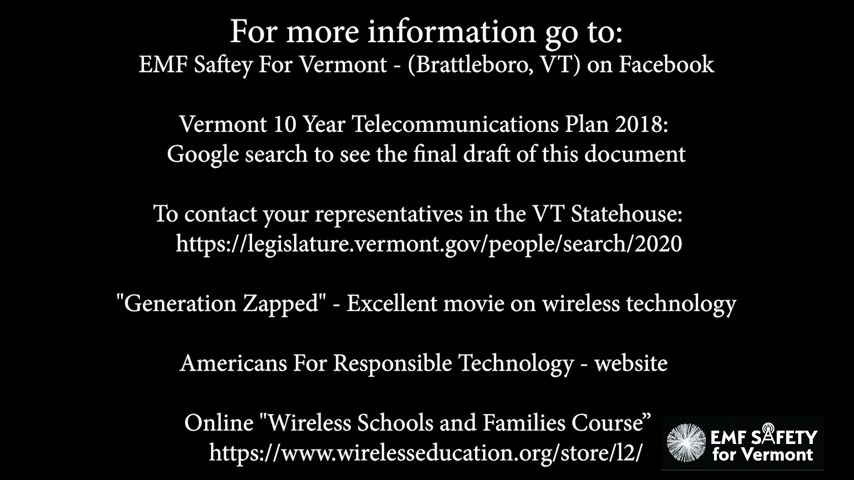 For more information go to:
EMF Saftey For Vermont - (Brattleboro, VT) on Facebook
Vermont 10 Year Telecommunications Plan 2018:
Google search to see the final draft of this document
To contact your representatives in the VT Statehouse:
https://legislature.vermont.gov/people/search/2020
"Generation Zapped" - Excellent movie on wireless technology
Americans For Responsible Technology - website
Online "Wireless Schools and Families Course”
https://www.wirelesseducation.org/store/l2/
EMF SAFETY
for Vermont